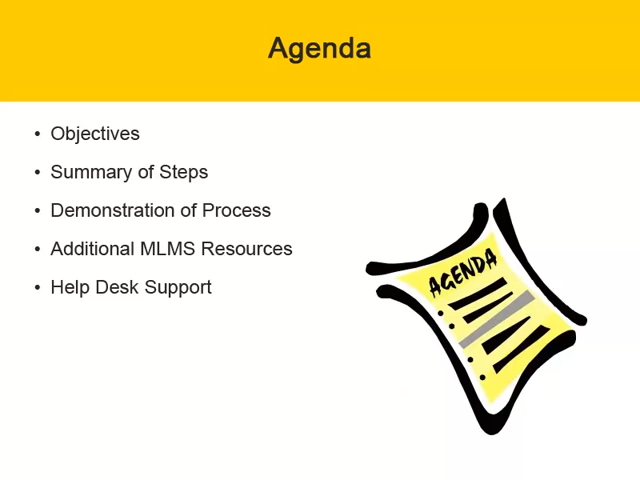 Agenda
• Objectives
• Summary of Steps
• Demonstration of Process
• Additional MLMS Resources
• Help Desk Support
AGENDA